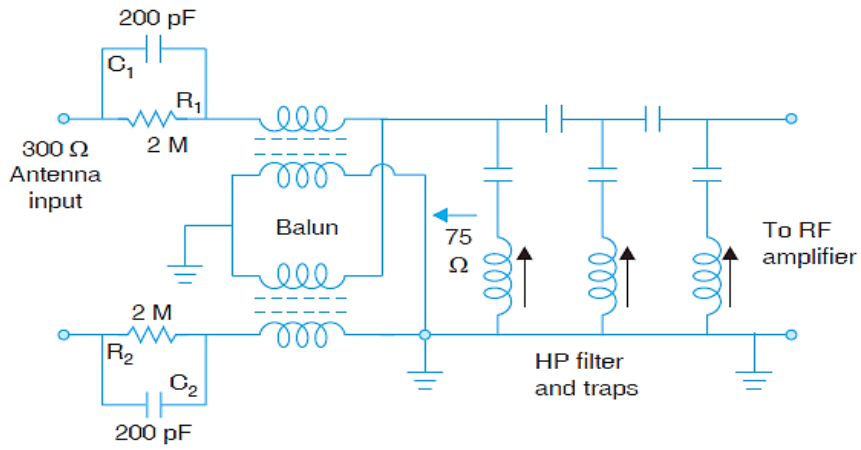 200 pF
C₁
R₁
2 M
300 Ω
Antenna
input
Balun
75
Ω
To RF
amplifier
2 M
R₂
C₂
200 pF
HP filter
and traps